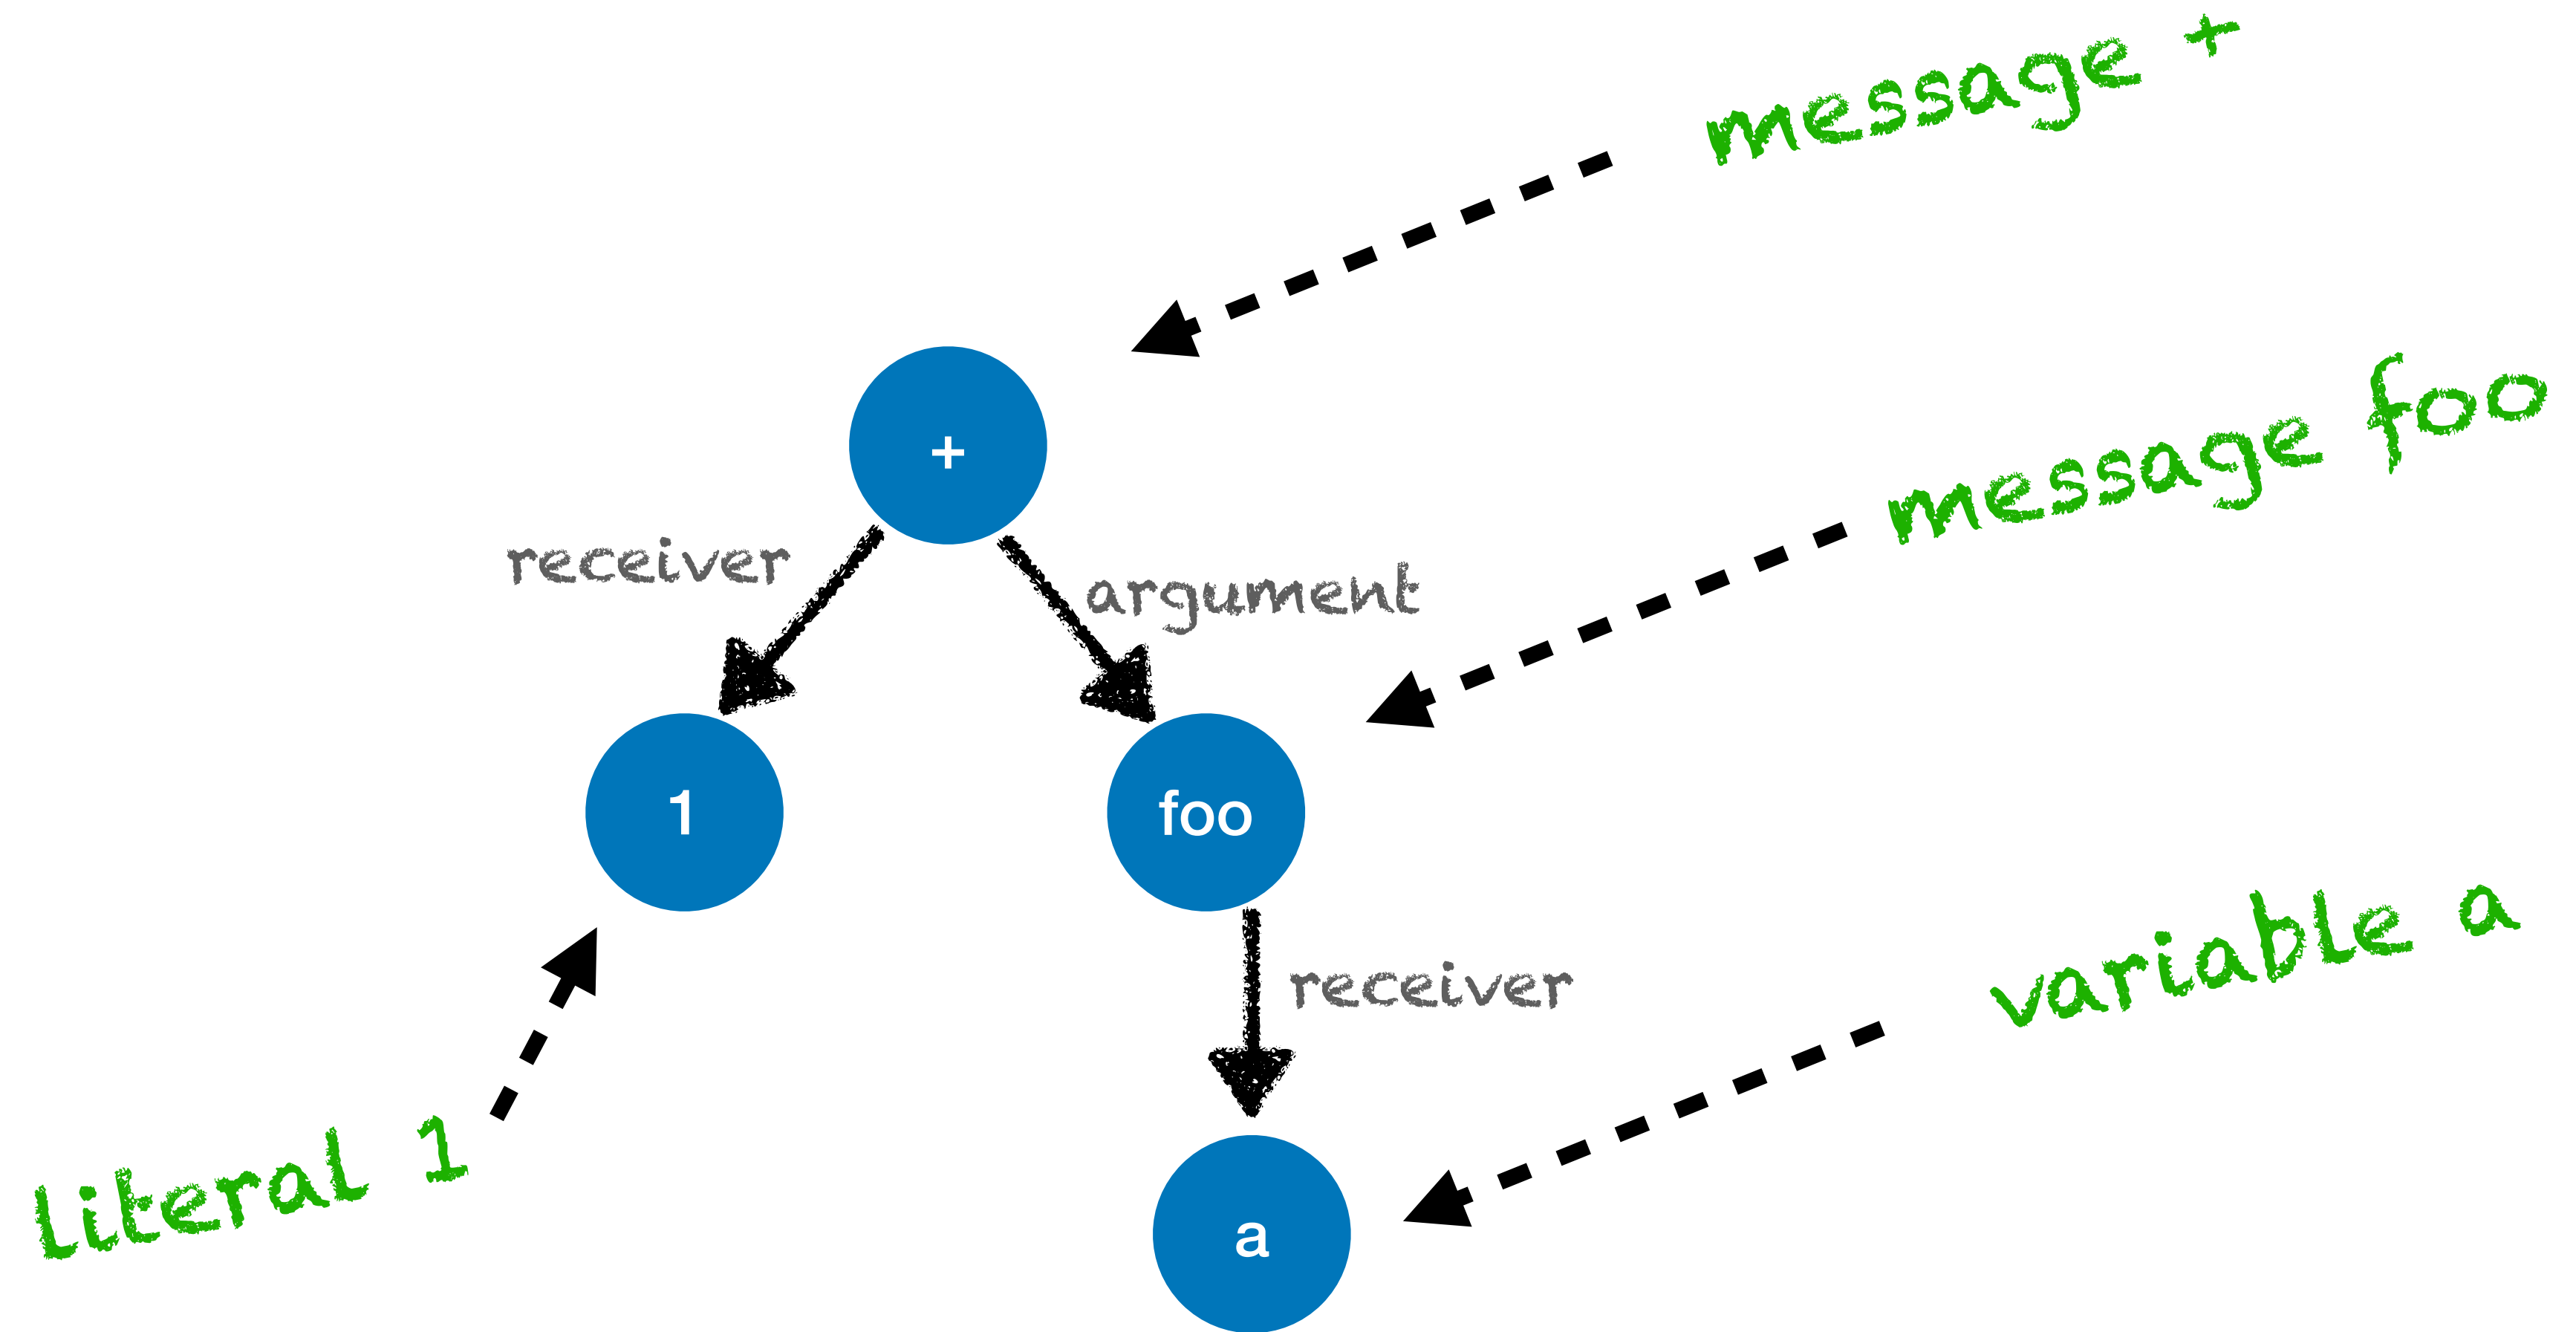 message +
message foo
+
receiver
argument
1
foo
variable a
receiver
literal 1
a